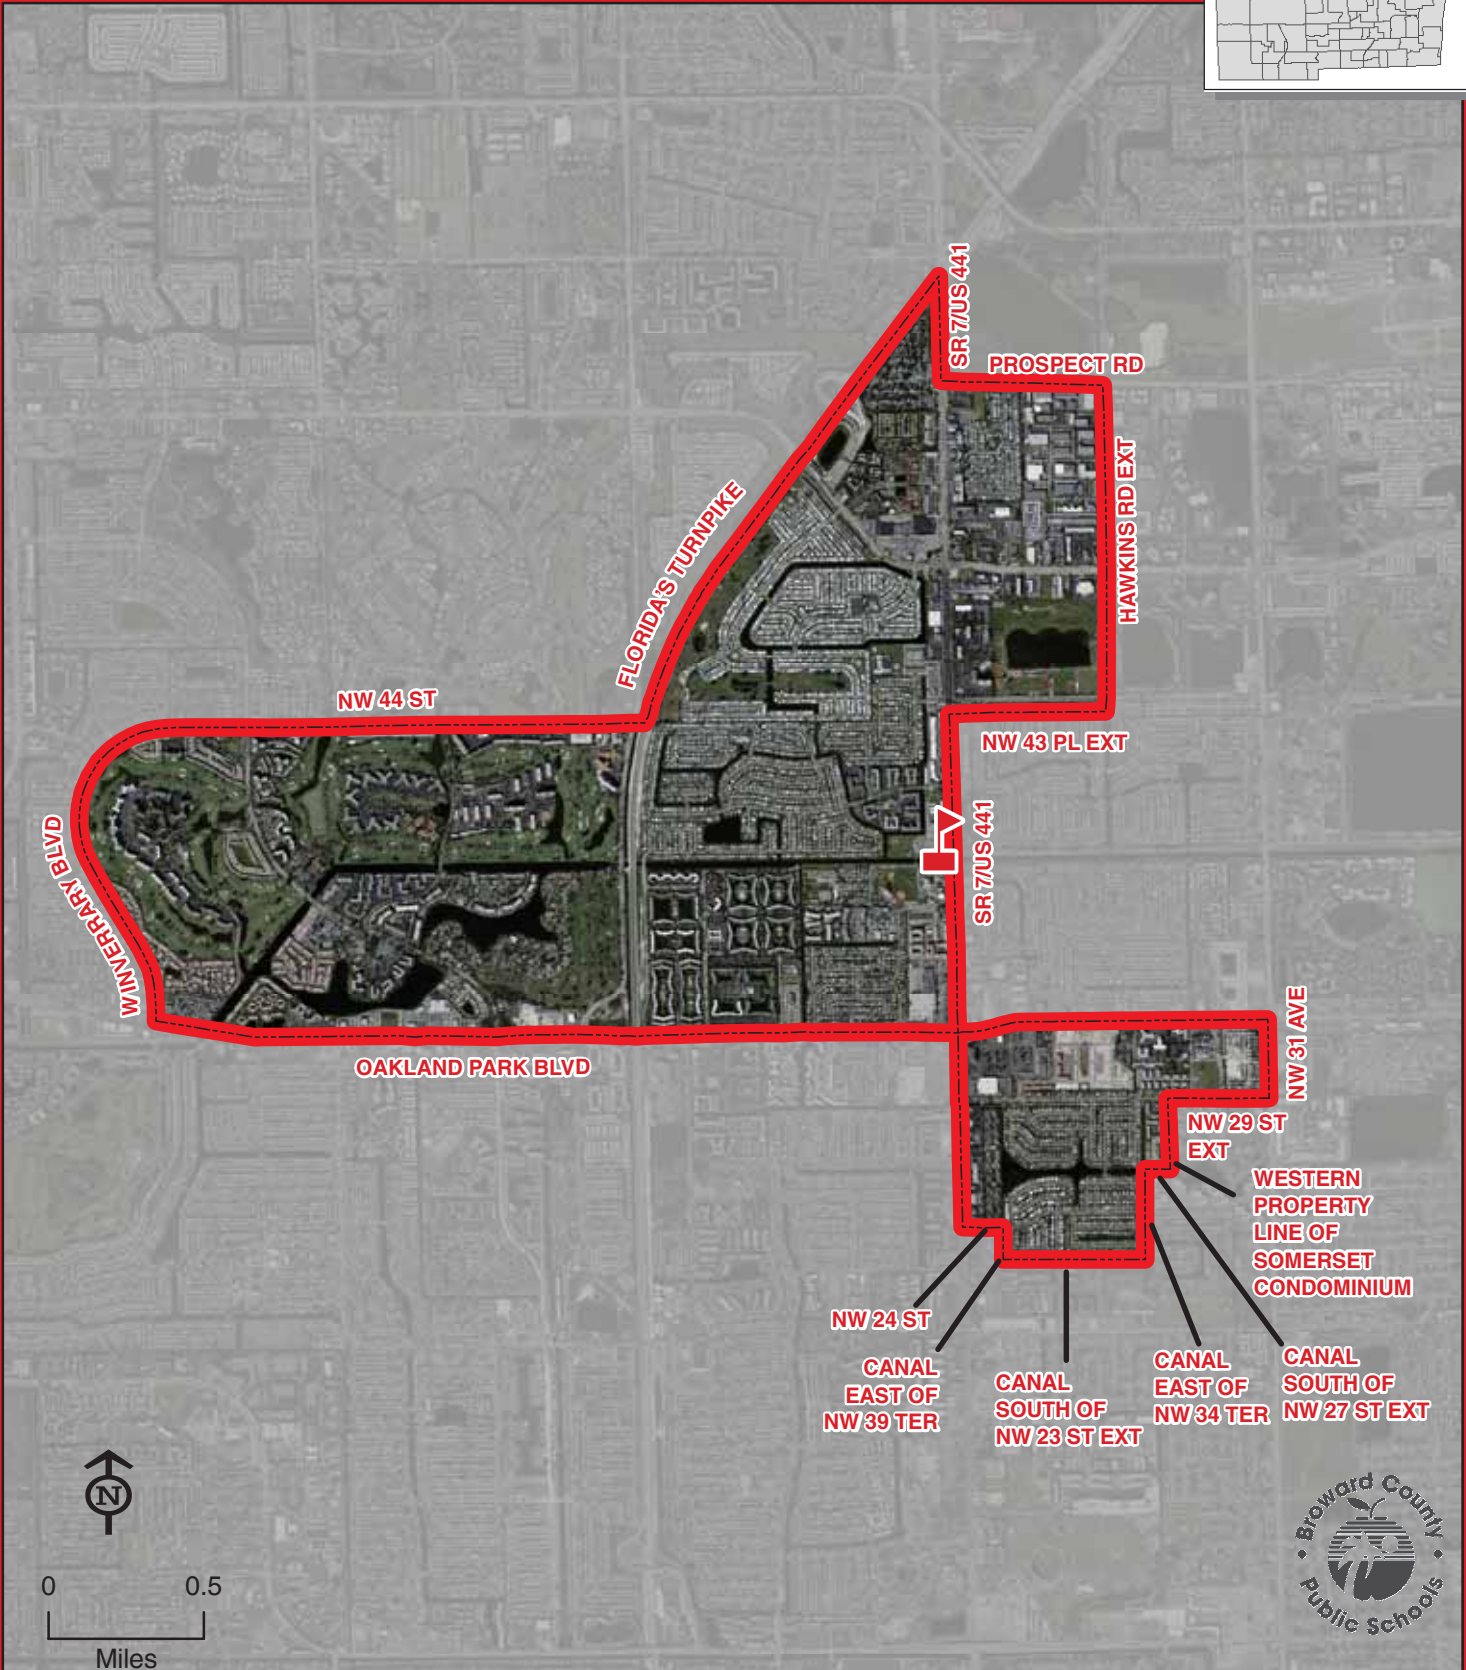 SR 7/US 441
PROSPECT RD
HAWKINS RD EXT
FLORIDA'S TURNPIKE
NW 44 ST
NW 43 PL EXT
SR 7/US 441
W INVERRARY BLVD
OAKLAND PARK BLVD
NW 31 AVE
NW 29 ST
EXT
WESTERN
PROPERTY
LINE OF
SOMERSET
CONDOMINIUM
NW 24 ST
CANAL
EAST OF
NW 39 TER
CANAL
SOUTH OF
NW 23 ST EXT
CANAL
EAST OF
NW 34 TER
CANAL
SOUTH OF
NW 27 ST EXT
N
0 0.5
Miles
Broward County
Public Schools